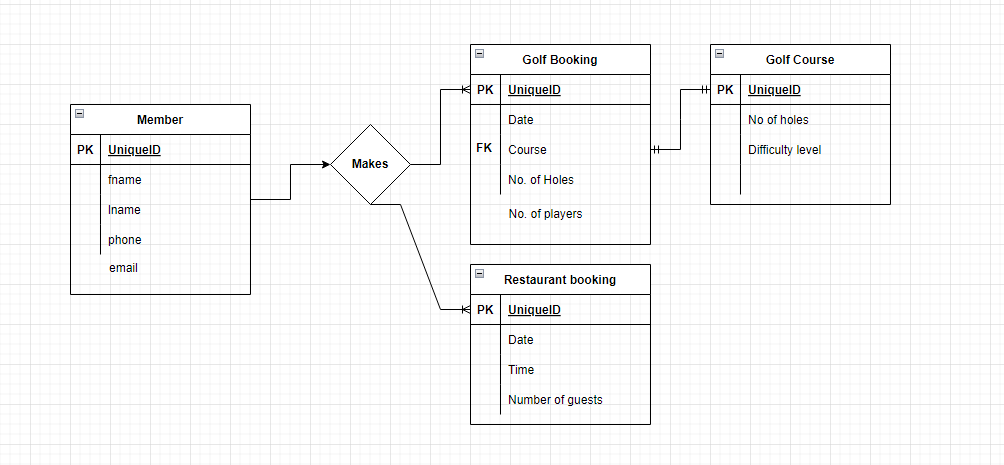 Member
PK UniqueID
fname
lname
phone
email
Makes
Golf Booking
PK UniqueID
Date
FK Course
No. of Holes
No. of players
Golf Course
PK UniqueID
No of holes
Difficulty level
Restaurant booking
PK UniqueID
Date
Time
Number of guests